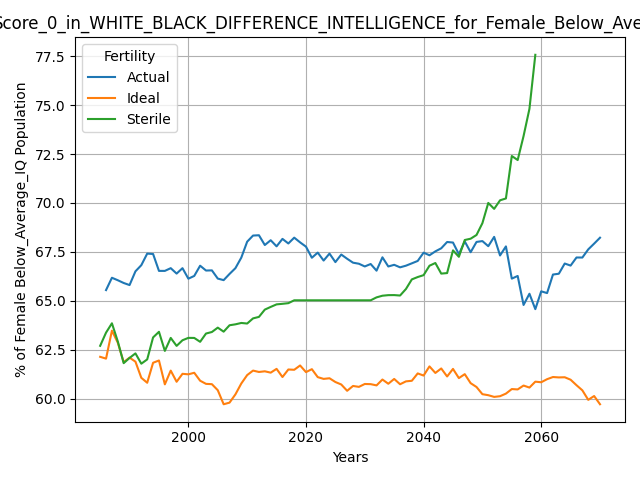 Score_0_in_WHITE_BLACK_DIFFERENCE_INTELLIGENCE_for_Female_Below_Ave
Fertility
Actual
Ideal
Sterile
% of Female Below_Average_IQ Population
77.5
75.0
72.5
70.0
67.5
65.0
62.5
60.0
2000
2020
2040
2060
Years